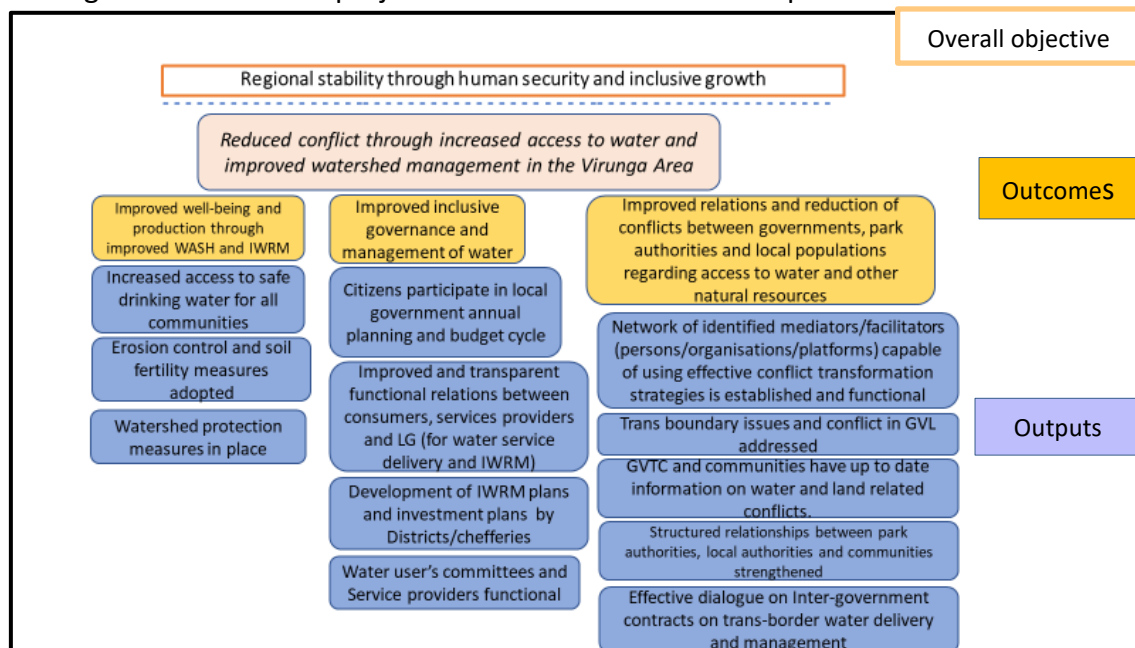 Overall objective
Regional stability through human security and inclusive growth
Reduced conflict through increased access to water and
improved watershed management in the Virunga Area
Outcomes
Improved well-being and
production through
improved WASH and IWRM
Increased access to safe
drinking water for all
communities
Erosion control and soil
fertility measures
adopted
Watershed protection
measures in place
Improved inclusive
governance and
management of water
Citizens participate in local
government annual
planning and budget cycle
Improved and transparent
functional relations between
consumers, services providers
and LG (for water service
delivery and IWRM)
Development of IWRM plans
and investment plans by
Districts/chefferies
Water user's committees and
Service providers functional
Improved relations and reduction of
conflicts between governments, park
authorities and local populations
regarding access to water and other
natural resources
Network of identified mediators/facilitators
(persons/organisations/platforms) capable
of using effective conflict transformation
strategies is established and functional
Trans boundary issues and conflict in GVL
addressed
GVTC and communities have up to date
information on water and land related
conflicts.
Structured relationships between park
authorities, local authorities and communities
strengthened
Effective dialogue on Inter-government
contracts on trans-border water delivery
and management
Outputs